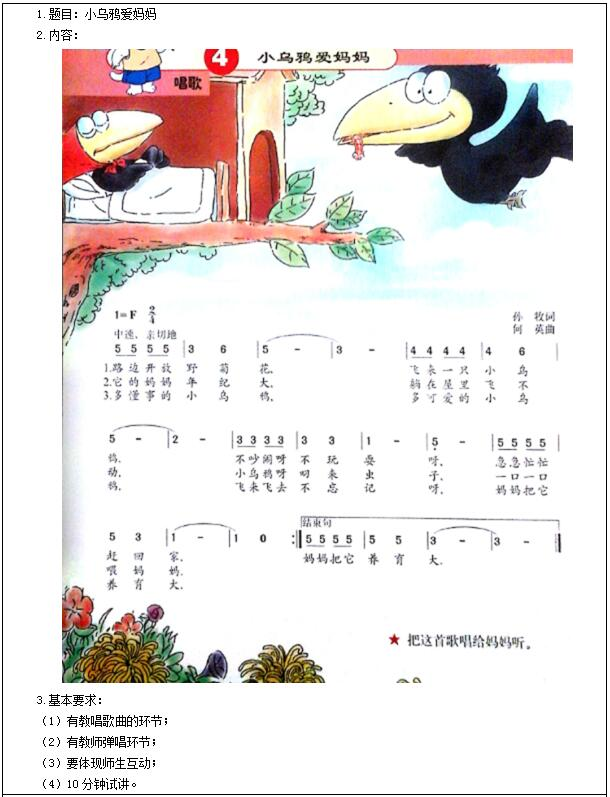 1.题目：小乌鸦爱妈妈
2.内容：
4 小乌鸦爱妈妈
唱歌
1=F 2/4
孙 牧词
何 英曲
中速、亲切地
5 5 5 5 | 3 6 | 5 - | 3 - | 4 4 4 4 | 4 6 |
1.路边开放 野菊 花， 飞来一只 小乌
2.它的妈妈 年纪 大， 躺在屋里 飞不
3.多懂事的 小乌 鸦， 多可爱的 小乌
5 - | 2 - | 3 3 3 3 | 3 3 | 1 - | 5 - | 5 5 5 5 |
鸦， 不吵闹呀 不玩 耍 呀， 急急忙忙
动， 小乌鸦呀 叼来 虫 子， 一口一口
鸦， 飞来飞去 不忘 记 呀， 妈妈把它
结束句
5 3 | 1 - | 1 0 :| 5 5 5 5 | 5 5 | 3 - | 3 - |
赶回 家。 妈妈把它 养育 大。
喂妈 妈。
养育 大。
★ 把这首歌唱给妈妈听。
3.基本要求：
（1）有教唱歌曲的环节；
（2）有教师弹唱环节；
（3）要体现师生互动；
（4）10分钟试讲。